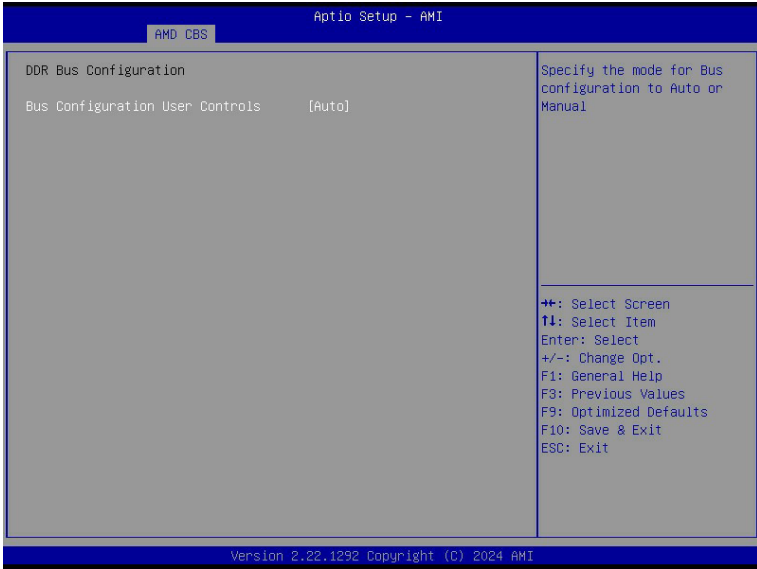 Aptio Setup – AMI
AMD CBS
DDR Bus Configuration
Bus Configuration User Controls [Auto]
Specify the mode for Bus
configuration to Auto or
Manual
→←: Select Screen
↑↓: Select Item
Enter: Select
+/-: Change Opt.
F1: General Help
F3: Previous Values
F9: Optimized Defaults
F10: Save & Exit
ESC: Exit
Version 2.22.1292 Copyright (C) 2024 AMI